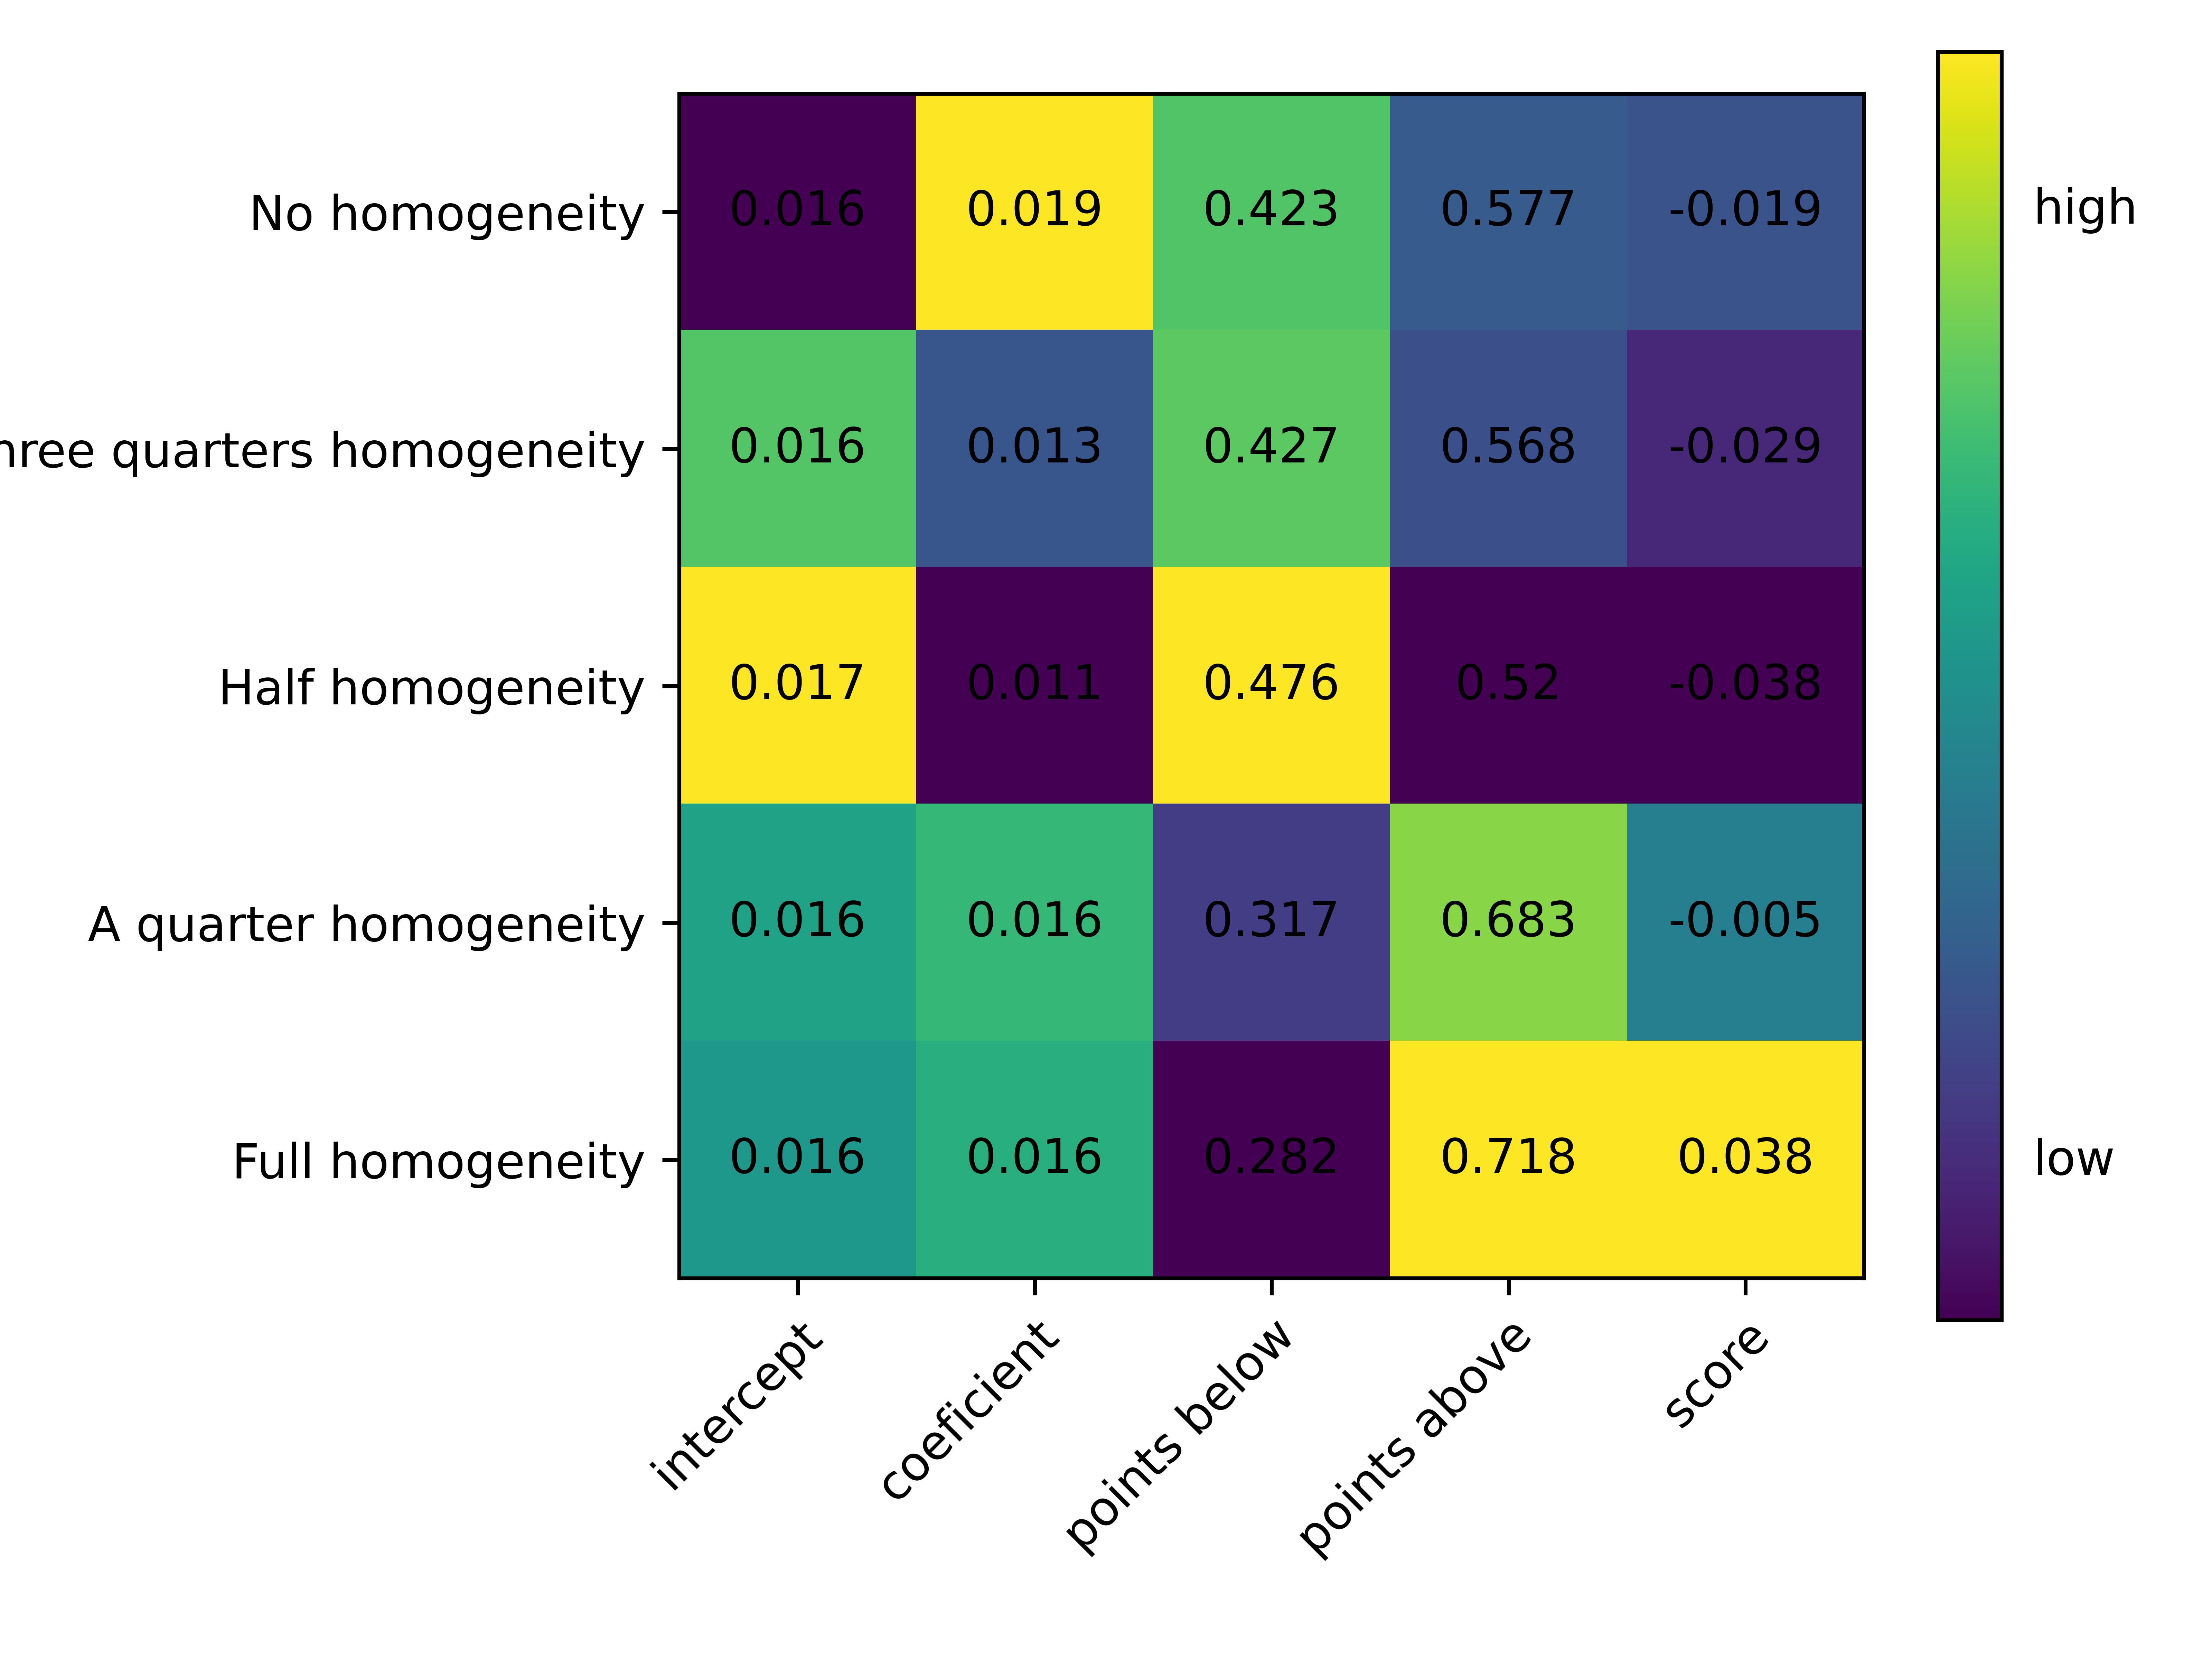 No homogeneity 0.016 0.019 0.423 0.577 -0.019
quarters homogeneity 0.016 0.013 0.427 0.568 -0.029
Half homogeneity 0.017 0.011 0.476 0.52 -0.038
A quarter homogeneity 0.016 0.016 0.317 0.683 -0.005
Full homogeneity 0.016 0.016 0.282 0.718 0.038
intercept coeficient points below points above score
high
low